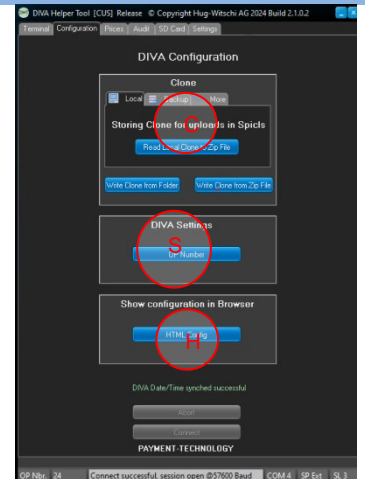 DIVA Helper Tool [CUS] Release © Copyright Hug-Witschi AG 2024 Build 2.1.0.2
Terminal Configuration Prices Audit SD Card Settings
DIVA Configuration
Clone
Local Backup More
Storing Clone for uploads in Spicls
C
Read Local Clone to Zip File
Write Clone from Folder Write Clone from Zip File
DIVA Settings
S
OP Number
Show configuration in Browser
HTML Config
H
DIVA Date/Time synched successful
Abort
Connect
PAYMENT-TECHNOLOGY
OP Nbr. 24 Connect successful, session open @57600 Baud COM 4 SP Ext SL 3